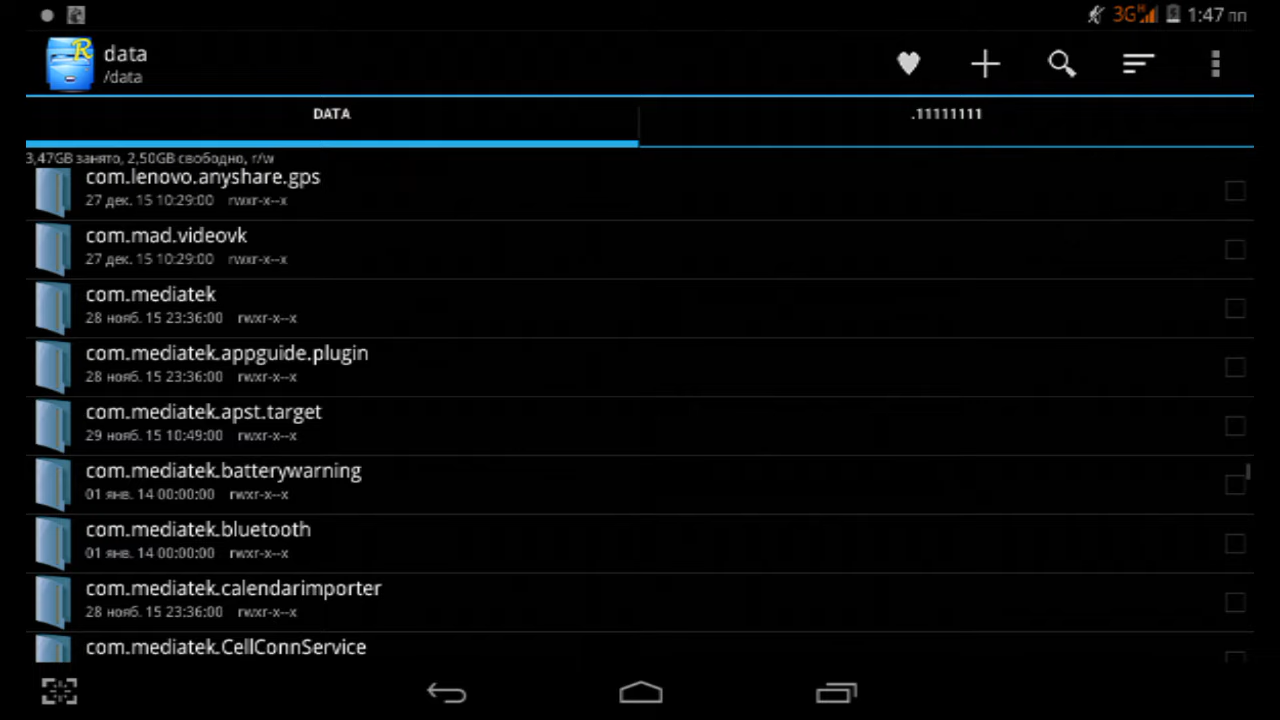 3G H 1:47 пп
R
data
/data
DATA .11111111
3,47GB занято, 2,50GB свободно, r/w
com.lenovo.anyshare.gps
27 дек. 15 10:29:00 rwxr-x--x
com.mad.videovk
27 дек. 15 10:29:00 rwxr-x--x
com.mediatek
28 нояб. 15 23:36:00 rwxr-x--x
com.mediatek.appguide.plugin
28 нояб. 15 23:36:00 rwxr-x--x
com.mediatek.apst.target
29 нояб. 15 10:49:00 rwxr-x--x
com.mediatek.batterywarning
01 янв. 14 00:00:00 rwxr-x--x
com.mediatek.bluetooth
01 янв. 14 00:00:00 rwxr-x--x
com.mediatek.calendarimporter
28 нояб. 15 23:36:00 rwxr-x--x
com.mediatek.CellConnService